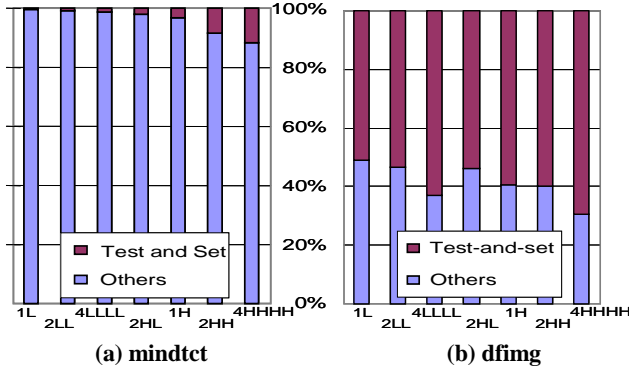 100%
80%
60%
40%
20%
0%
Test and Set
Others
Test-and-set
Others
1L 2LL 4LLLL 2HL 1H 2HH 4HHHH
1L 2LL 4LLLL 2HL 1H 2HH 4HHHH
(a) mindtct
(b) dfimg